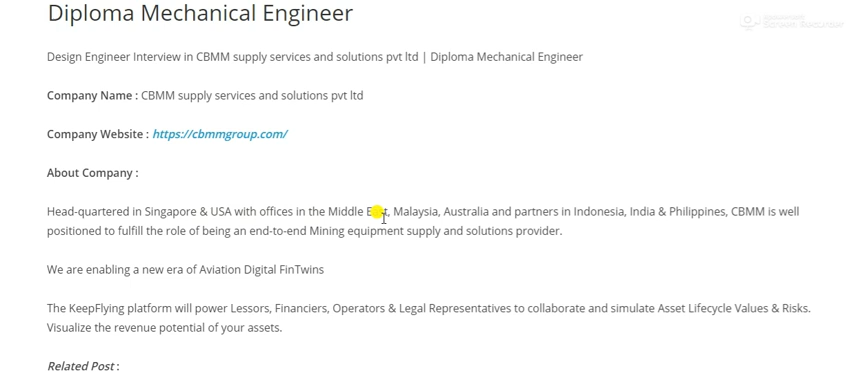 Diploma Mechanical Engineer
Design Engineer Interview in CBMM supply services and solutions pvt ltd | Diploma Mechanical Engineer
Company Name : CBMM supply services and solutions pvt ltd
Company Website : https://cbmmgroup.com/
About Company :
Head-quartered in Singapore & USA with offices in the Middle East, Malaysia, Australia and partners in Indonesia, India & Philippines, CBMM is well
positioned to fulfill the role of being an end-to-end Mining equipment supply and solutions provider.
We are enabling a new era of Aviation Digital FinTwins
The KeepFlying platform will power Lessors, Financiers, Operators & Legal Representatives to collaborate and simulate Asset Lifecycle Values & Risks.
Visualize the revenue potential of your assets.
Related Post :